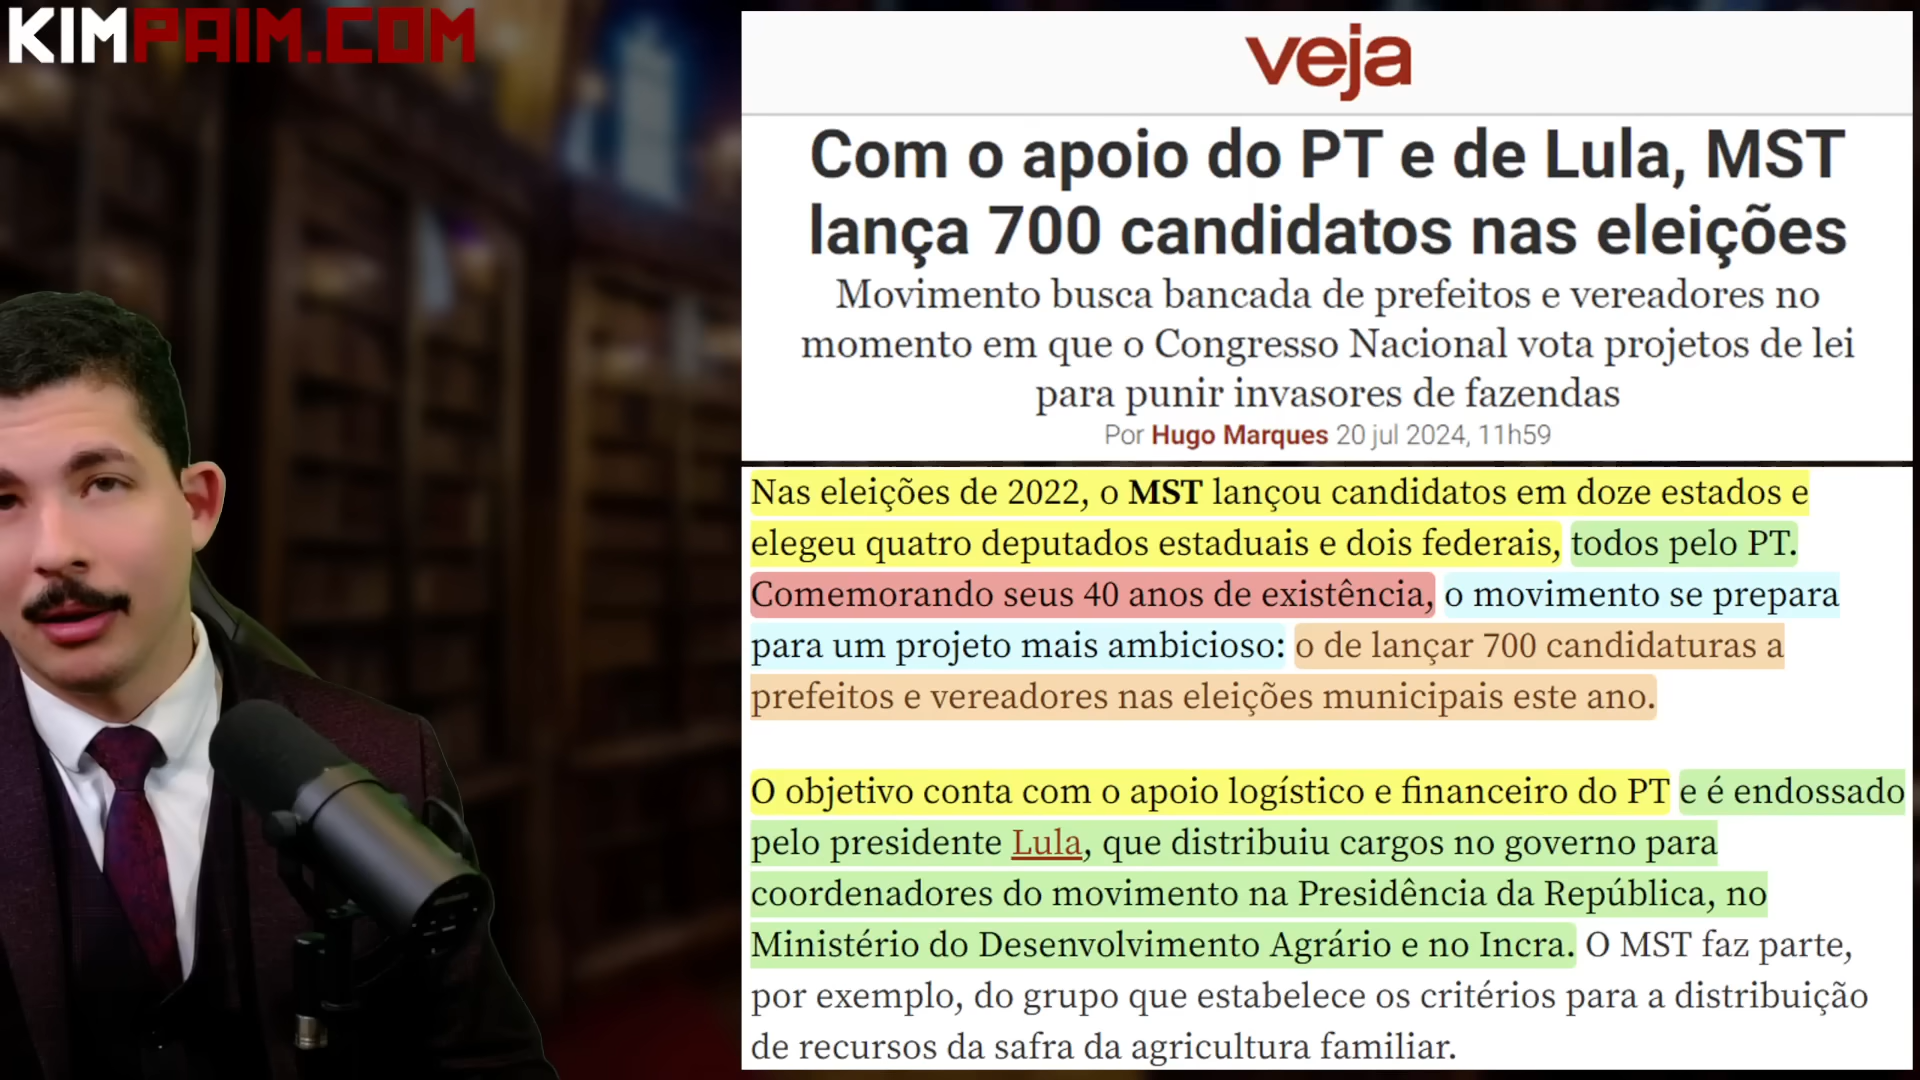 KIMPAIM.COM
veja
Com o apoio do PT e de Lula, MST
lança 700 candidatos nas eleições
Movimento busca bancada de prefeitos e vereadores no
momento em que o Congresso Nacional vota projetos de lei
para punir invasores de fazendas
Por Hugo Marques 20 jul 2024, 11h59
Nas eleições de 2022, o MST lançou candidatos em doze estados e
elegeu quatro deputados estaduais e dois federais, todos pelo PT.
Comemorando seus 40 anos de existência, o movimento se prepara
para um projeto mais ambicioso: o de lançar 700 candidaturas a
prefeitos e vereadores nas eleições municipais este ano.
O objetivo conta com o apoio logístico e financeiro do PT e é endossado
pelo presidente Lula, que distribuiu cargos no governo para
coordenadores do movimento na Presidência da República, no
Ministério do Desenvolvimento Agrário e no Incra. O MST faz parte,
por exemplo, do grupo que estabelece os critérios para a distribuição
de recursos da safra da agricultura familiar.